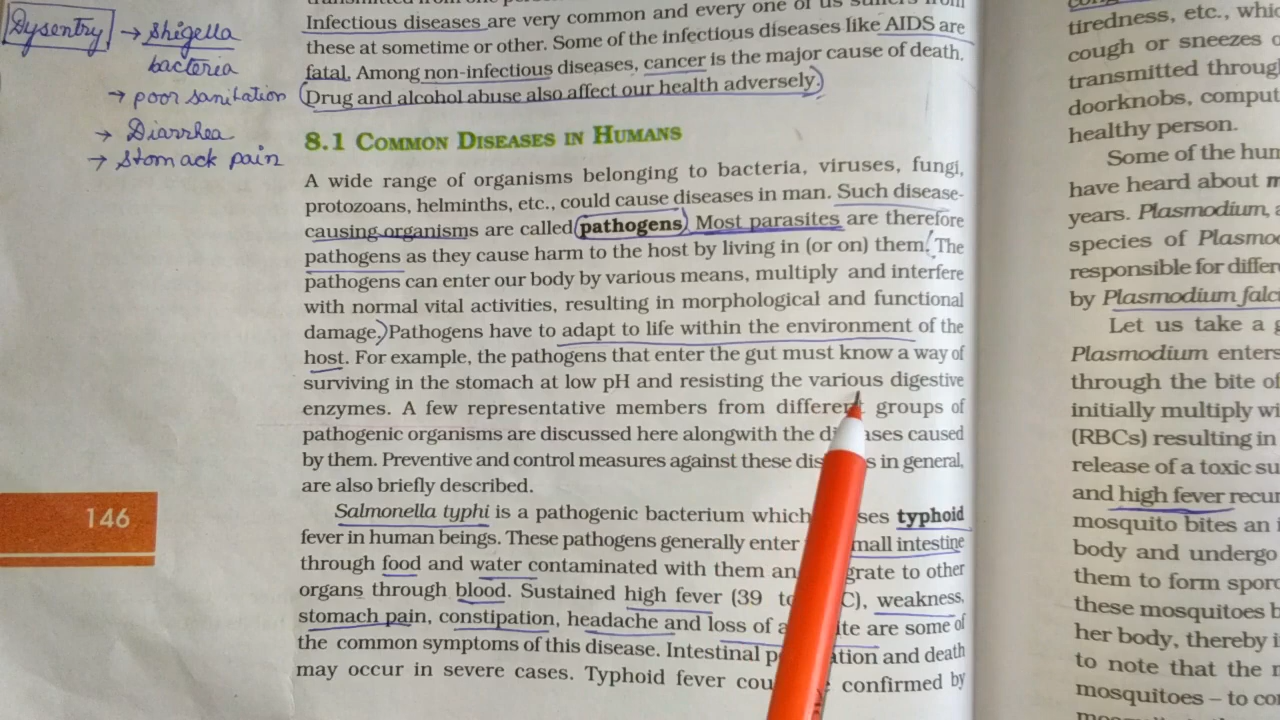 Dysentry → Shigella
bacteria
→ poor sanitation
→ Diarrhea
→ Stomack pain
Infectious diseases are very common and every one of us suffers from
these at sometime or other. Some of the infectious diseases like AIDS are
fatal. Among non-infectious diseases, cancer is the major cause of death.
Drug and alcohol abuse also affect our health adversely.
8.1 COMMON DISEASES IN HUMANS
A wide range of organisms belonging to bacteria, viruses, fungi,
protozoans, helminths, etc., could cause diseases in man. Such disease-
causing organisms are called pathogens. Most parasites are therefore
pathogens as they cause harm to the host by living in (or on) them. The
pathogens can enter our body by various means, multiply and interfere
with normal vital activities, resulting in morphological and functional
damage. Pathogens have to adapt to life within the environment of the
host. For example, the pathogens that enter the gut must know a way of
surviving in the stomach at low pH and resisting the various digestive
enzymes. A few representative members from different groups of
pathogenic organisms are discussed here alongwith the di ases caused
by them. Preventive and control measures against these dis s in general,
are also briefly described.
Salmonella typhi is a pathogenic bacterium which ses typhoid
fever in human beings. These pathogens generally enter mall intestine
through food and water contaminated with them an grate to other
organs through blood. Sustained high fever (39 C), weakness,
stomach pain, constipation, headache and loss of a ite are some of
the common symptoms of this disease. Intestinal p ation and death
may occur in severe cases. Typhoid fever cou confirmed by
146
tiredness, etc., whic
cough or sneezes
transmitted throug
doorknobs, comput
healthy person.
Some of the hum
have heard about m
years. Plasmodium,
species of Plasmo
responsible for differe
by Plasmodium falci
Let us take a g
Plasmodium enters
through the bite of
initially multiply wi
(RBCs) resulting in
release of a toxic su
and high fever recur
mosquito bites an i
body and undergo
them to form spor
these mosquitoes b
her body, thereby i
to note that the m
mosquitoes – to co